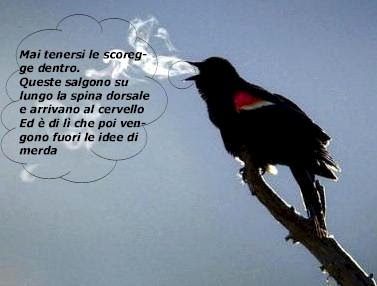 Mai tenersi le scoreg-
ge dentro.
Queste salgono su
lungo la spina dorsale
e arrivano al cervello
Ed è di lì che poi ven-
gono fuori le idee di
merda